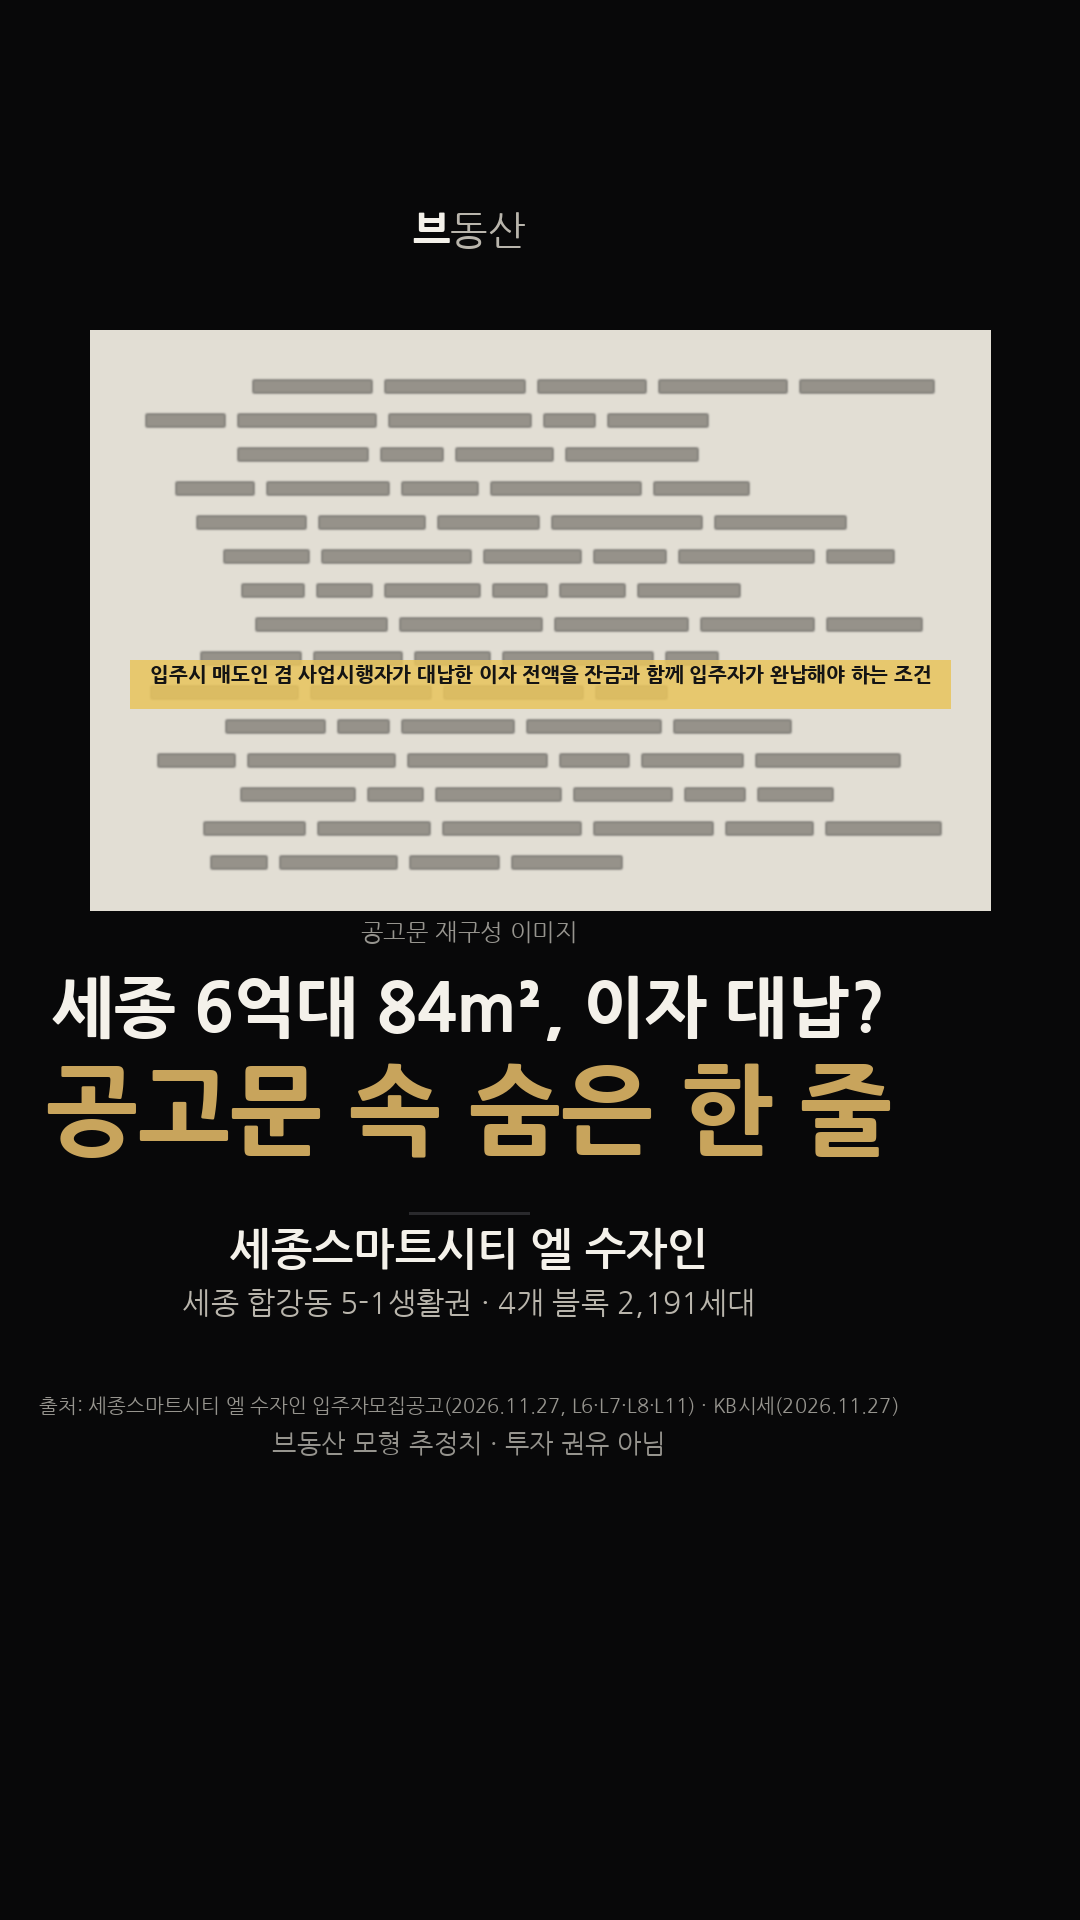 브동산
입주시 매도인 겸 사업시행자가 대납한 이자 전액을 잔금과 함께 입주자가 완납해야 하는 조건
공고문 재구성 이미지
세종 6억대 84m², 이자 대납?
공고문 속 숨은 한 줄
세종스마트시티 엘 수자인
세종 합강동 5-1생활권 · 4개 블록 2,191세대
출처: 세종스마트시티 엘 수자인 입주자모집공고(2026.11.27, L6·L7·L8·L11) · KB시세(2026.11.27)
브동산 모형 추정치 · 투자 권유 아님